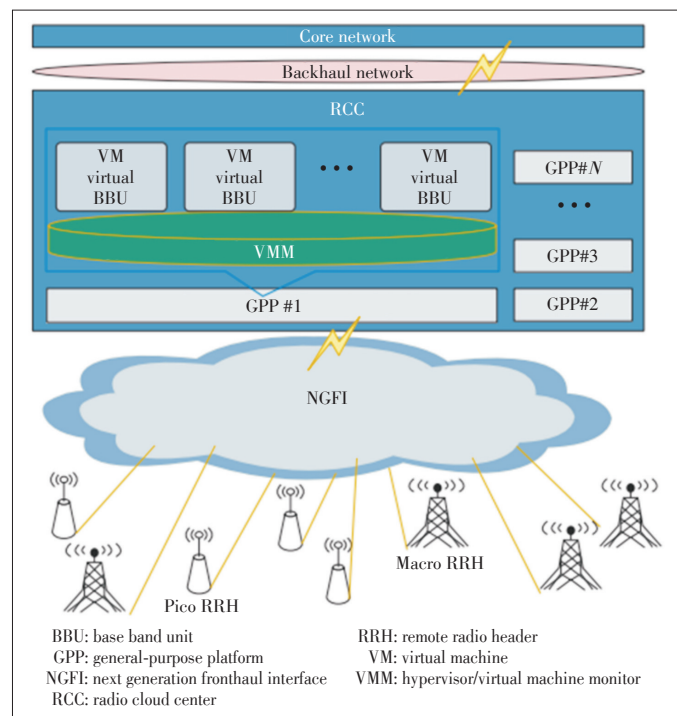 Core network
Backhaul network
RCC
VM
virtual
BBU
VM
virtual
BBU
• • •
VM
virtual
BBU
GPP#N
• • •
VMM
GPP#3
GPP #1
GPP#2
NGFI
Macro RRH
Pico RRH
BBU: base band unit
GPP: general-purpose platform
NGFI: next generation fronthaul interface
RCC: radio cloud center
RRH: remote radio header
VM: virtual machine
VMM: hypervisor/virtual machine monitor